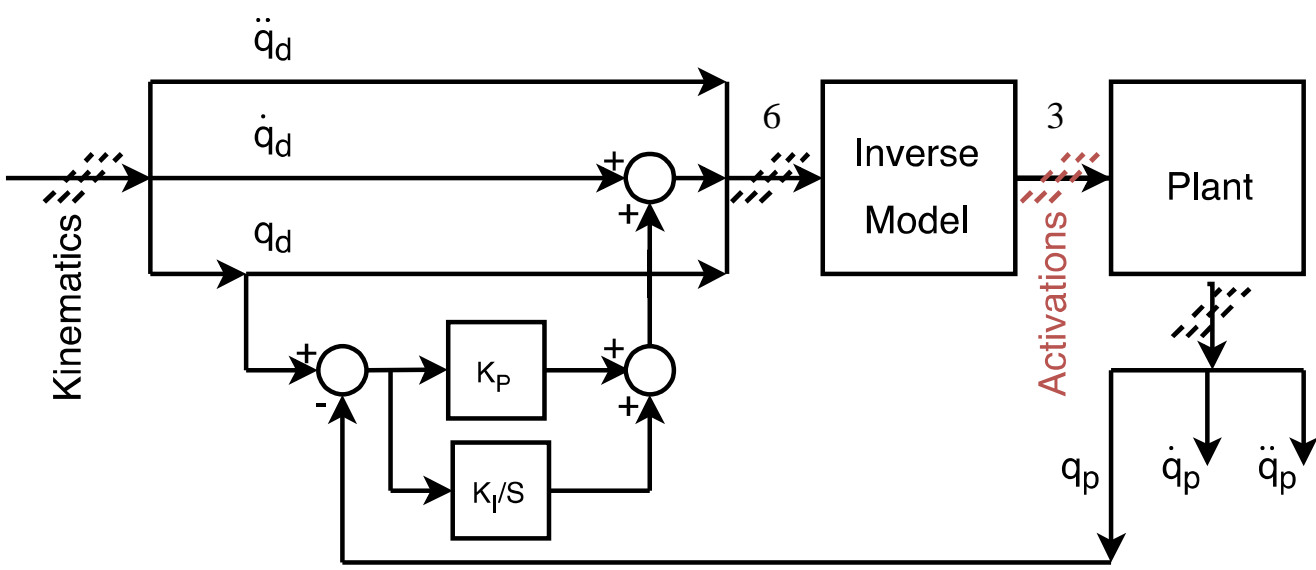 q̈d
q̇d
qd
Kinematics
6
Inverse
Model
3
Activations
Plant
+
+
+
-
KP
+
+
KI/S
qp
q̇p
q̈p